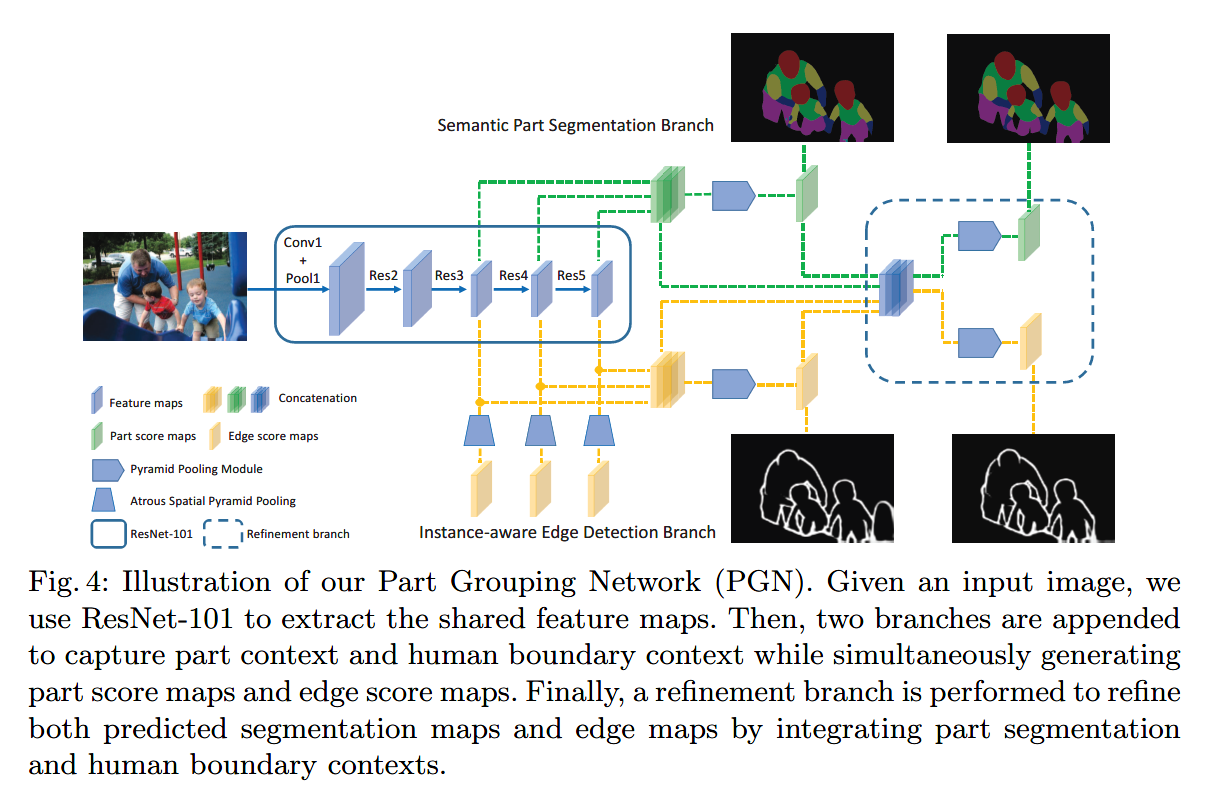 Semantic Part Segmentation Branch
Conv1
+
Pool1
Res2
Res3
Res4
Res5
Feature maps
Concatenation
Part score maps
Edge score maps
Pyramid Pooling Module
Atrous Spatial Pyramid Pooling
ResNet-101
Refinement branch
Instance-aware Edge Detection Branch
Fig. 4: Illustration of our Part Grouping Network (PGN). Given an input image, we
use ResNet-101 to extract the shared feature maps. Then, two branches are appended
to capture part context and human boundary context while simultaneously generating
part score maps and edge score maps. Finally, a refinement branch is performed to refine
both predicted segmentation maps and edge maps by integrating part segmentation
and human boundary contexts.